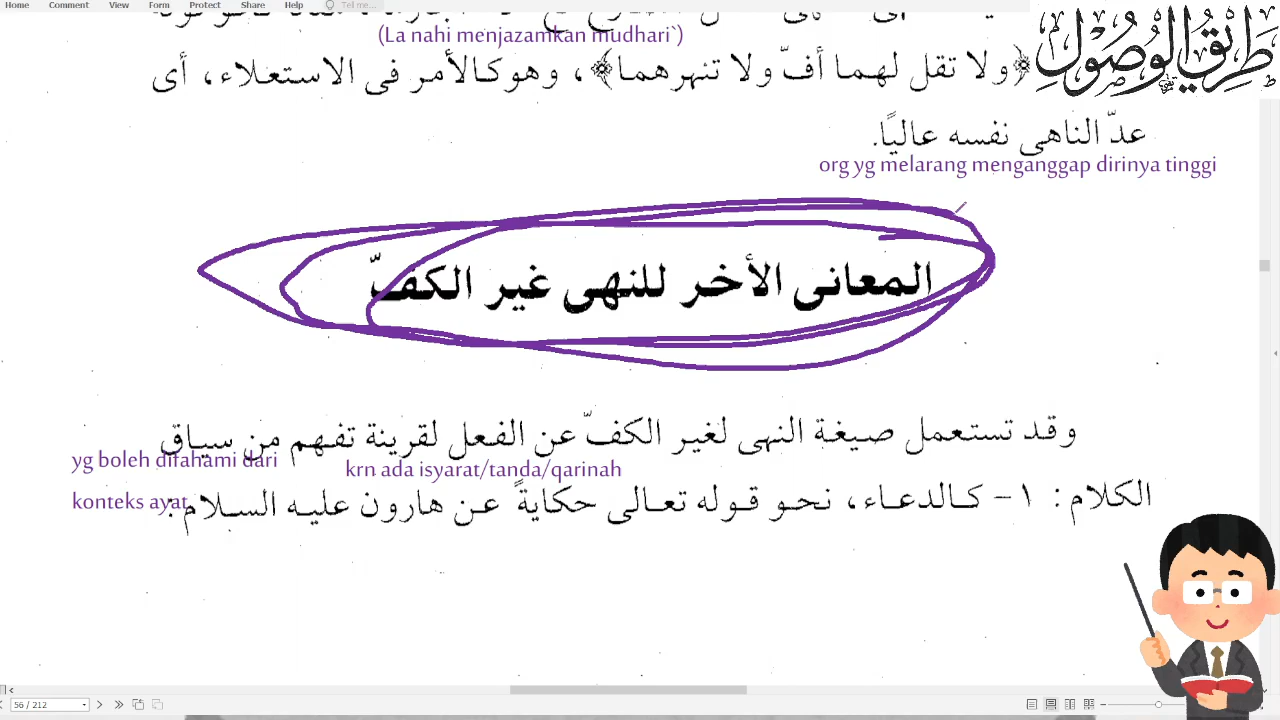 Home Comment View Form Protect Share Help Tell me...
طريق الوصول
(La nahi menjazamkan mudhari`)
﴿ولا تقل لهما أفّ ولا تنهرهما﴾، وهو كالأمر فى الاستعلاء، أى
عدّ الناهى نفسه عاليًا.
org yg melarang menganggap dirinya tinggi
المعانى الأخر للنهى غير الكفّ
وقد تستعمل صيغة النهى لغير الكفّ عن الفعل لقرينة تفهم من سياق
yg boleh difahami dari
krn ada isyarat/tanda/qarinah
konteks ayat
الكلام : ١- كالدعاء، نحو قوله تعالى حكايةً عن هارون عليه السلام :
56 / 212